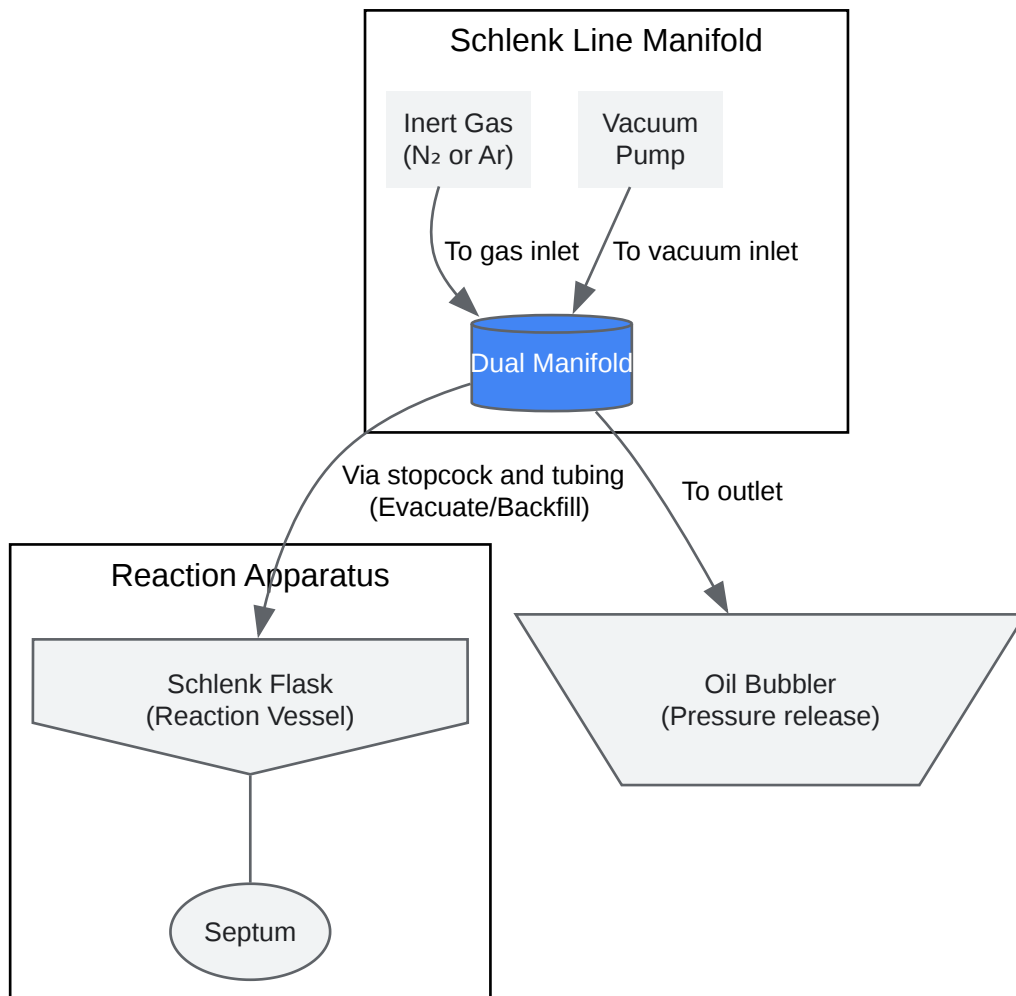 Schlenk Line Manifold
Inert Gas
(N₂ or Ar)
Vacuum
Pump
To gas inlet
To vacuum inlet
Dual Manifold
Via stopcock and tubing
(Evacuate/Backfill)
To outlet
Reaction Apparatus
Schlenk Flask
(Reaction Vessel)
Oil Bubbler
(Pressure release)
Septum